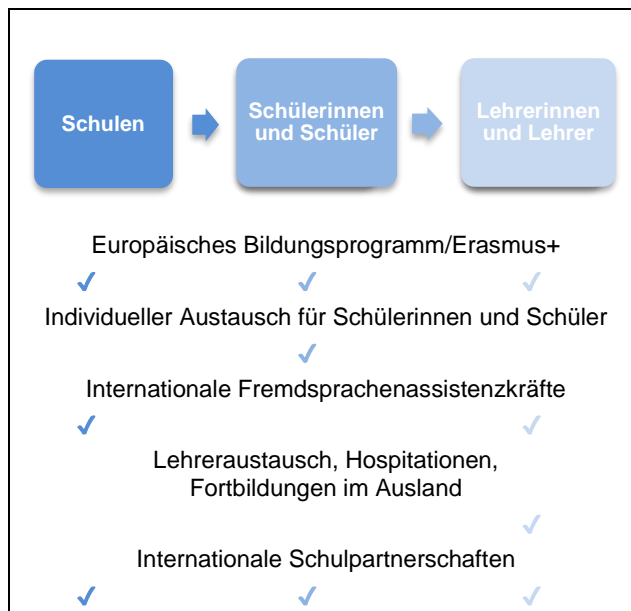 Schulen
Schülerinnen
und Schüler
Lehrerinnen
und Lehrer
Europäisches Bildungsprogramm/Erasmus+
✓ ✓ ✓
Individueller Austausch für Schülerinnen und Schüler
✓
Internationale Fremdsprachenassistenzkräfte
✓ ✓
Lehreraustausch, Hospitationen,
Fortbildungen im Ausland
✓
Internationale Schulpartnerschaften
✓ ✓ ✓